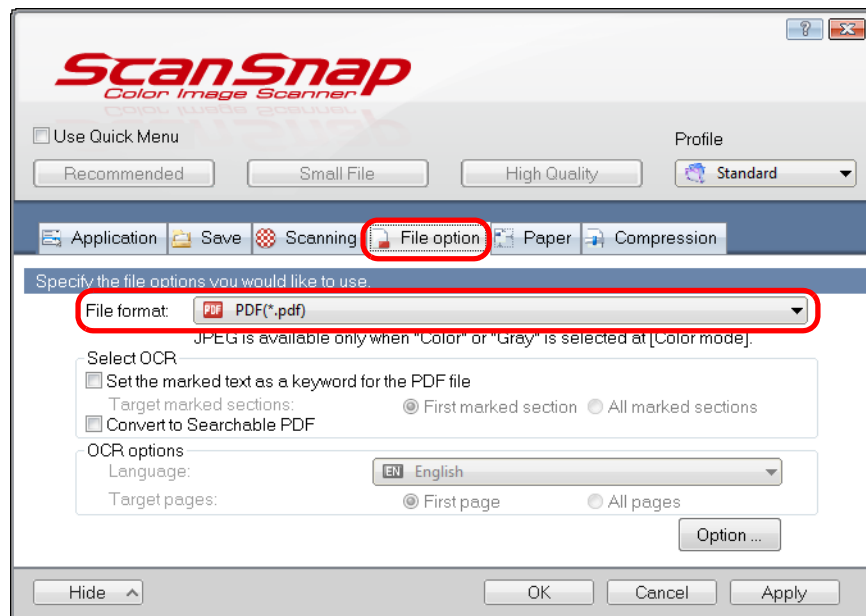 ScanSnap
Color Image Scanner
Use Quick Menu
Profile
Recommended Small File High Quality Standard
Application Save Scanning File option Paper Compression
Specify the file options you would like to use.
File format: PDF PDF(*.pdf)
JPEG is available only when "Color" or "Gray" is selected at [Color mode].
Select OCR
Set the marked text as a keyword for the PDF file
Target marked sections: First marked section All marked sections
Convert to Searchable PDF
OCR options
Language: EN English
Target pages: First page All pages
Option ...
Hide OK Cancel Apply